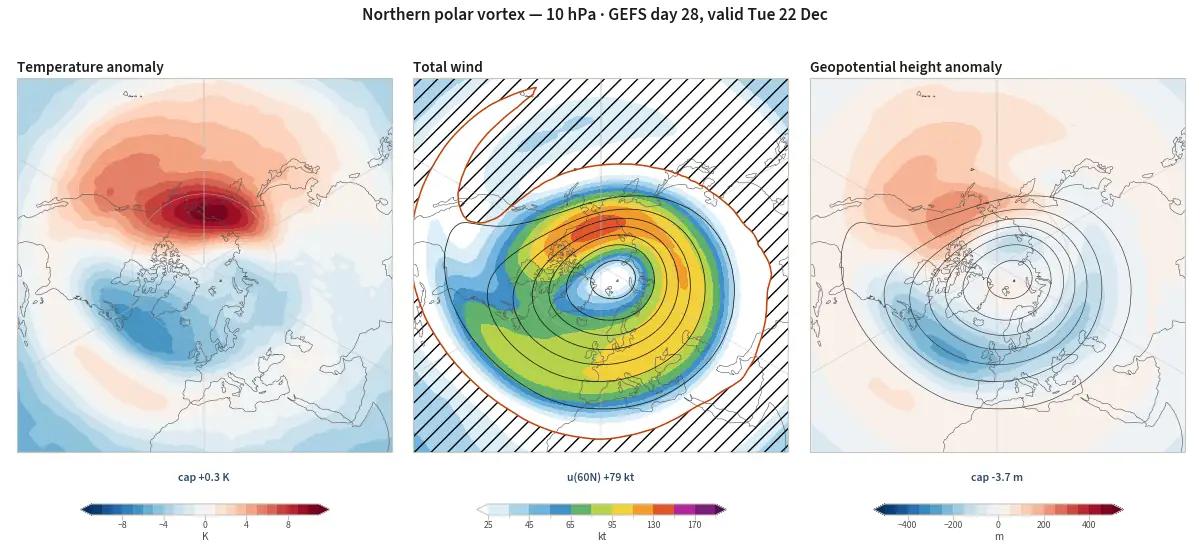 Northern polar vortex — 10 hPa · GEFS day 28, valid Tue 22 Dec
Temperature anomaly
Total wind
Geopotential height anomaly
cap +0.3 K
u(60N) +79 kt
cap -3.7 m
−8 −4 0 4 8
K
25 45 65 95 130 170
kt
−400 −200 0 200 400
m